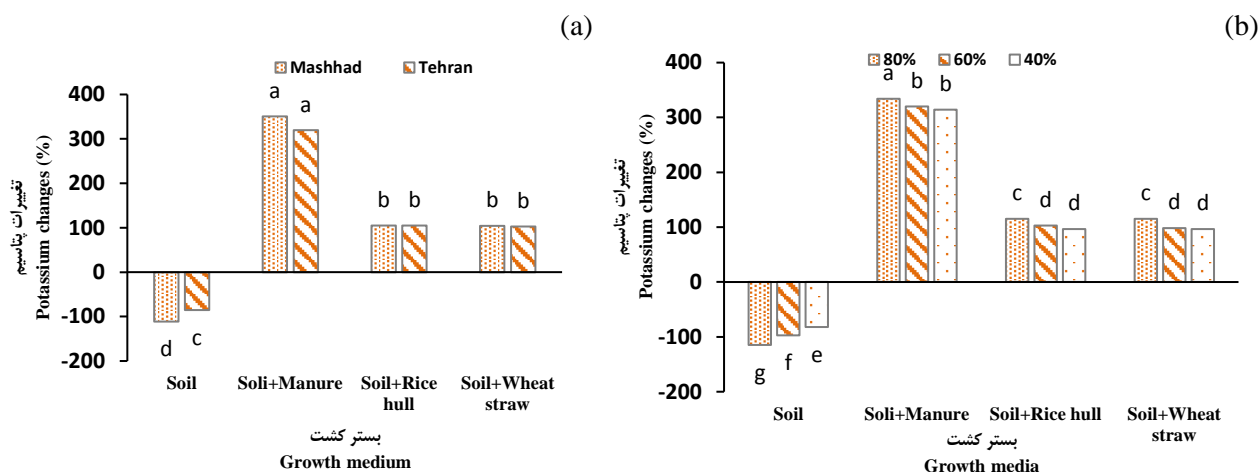 (a)
Mashhad Tehran
تغییرات پتاسیم
Potassium changes (%)
400
300
200
100
0
-100
-200
a a
b b
b b
d c
Soil Soli+Manure Soil+Rice hull Soil+Wheat straw
بستر کشت
Growth medium
(b)
80% 60% 40%
تغییرات پتاسیم
Potassium changes (%)
400
300
200
100
0
-100
-200
a b b
c d d
c d d
g f e
Soil Soli+Manure Soil+Rice hull Soil+Wheat straw
بستر کشت
Growth media